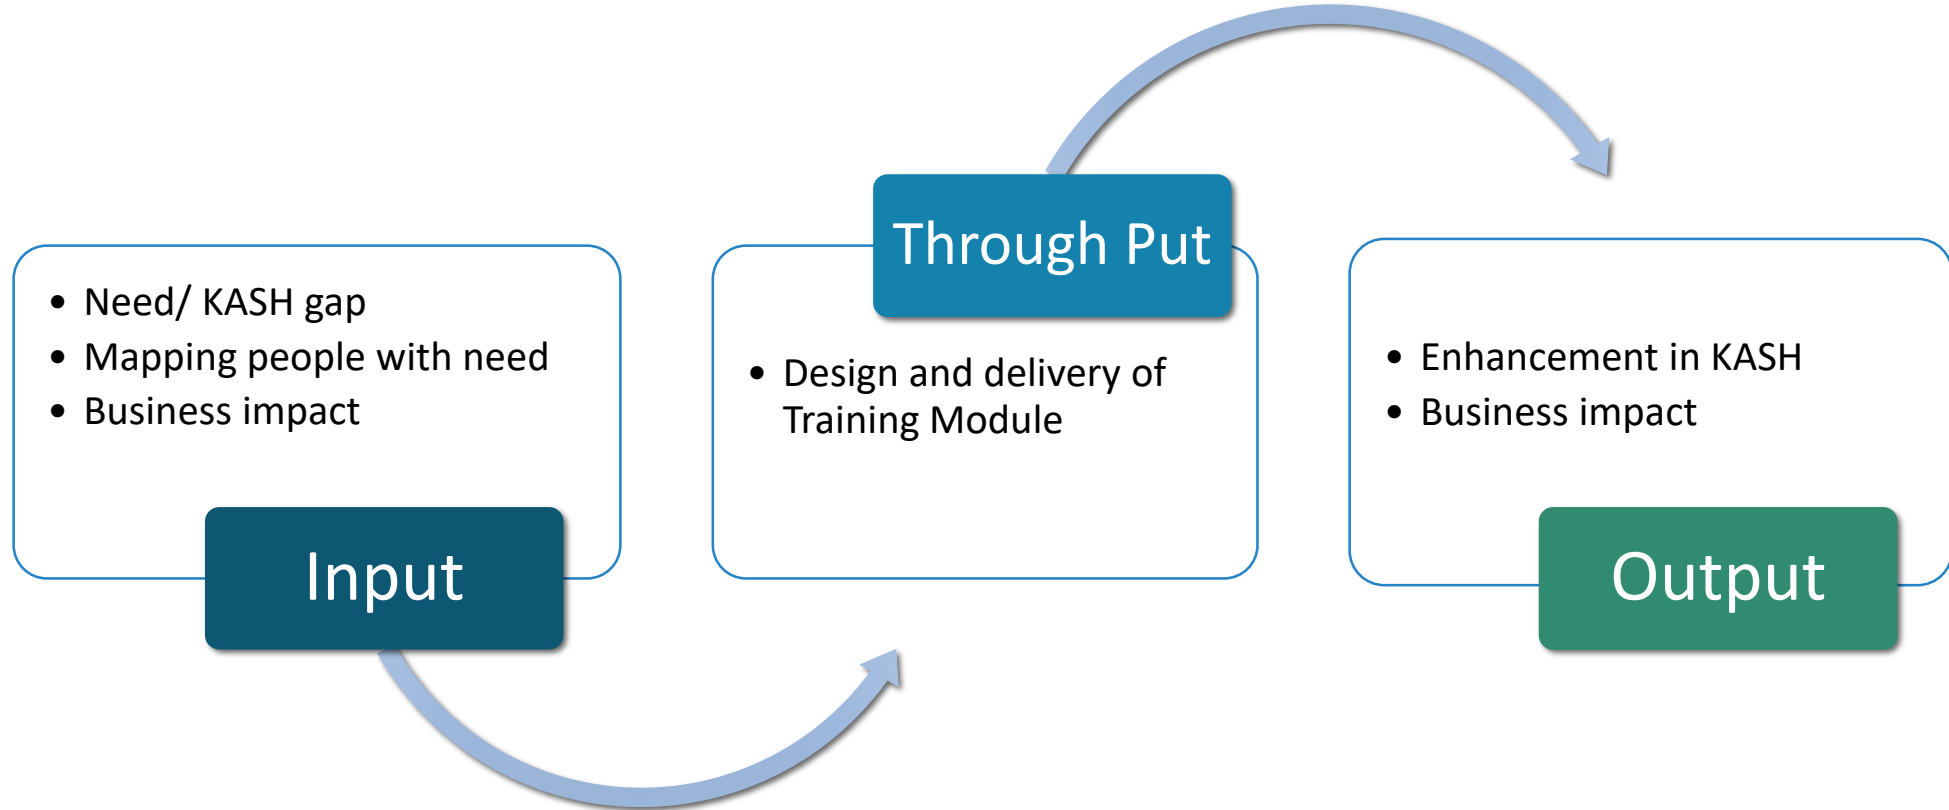 • Need/ KASH gap
• Mapping people with need
• Business impact
Input
Through Put
• Design and delivery of
Training Module
• Enhancement in KASH
• Business impact
Output